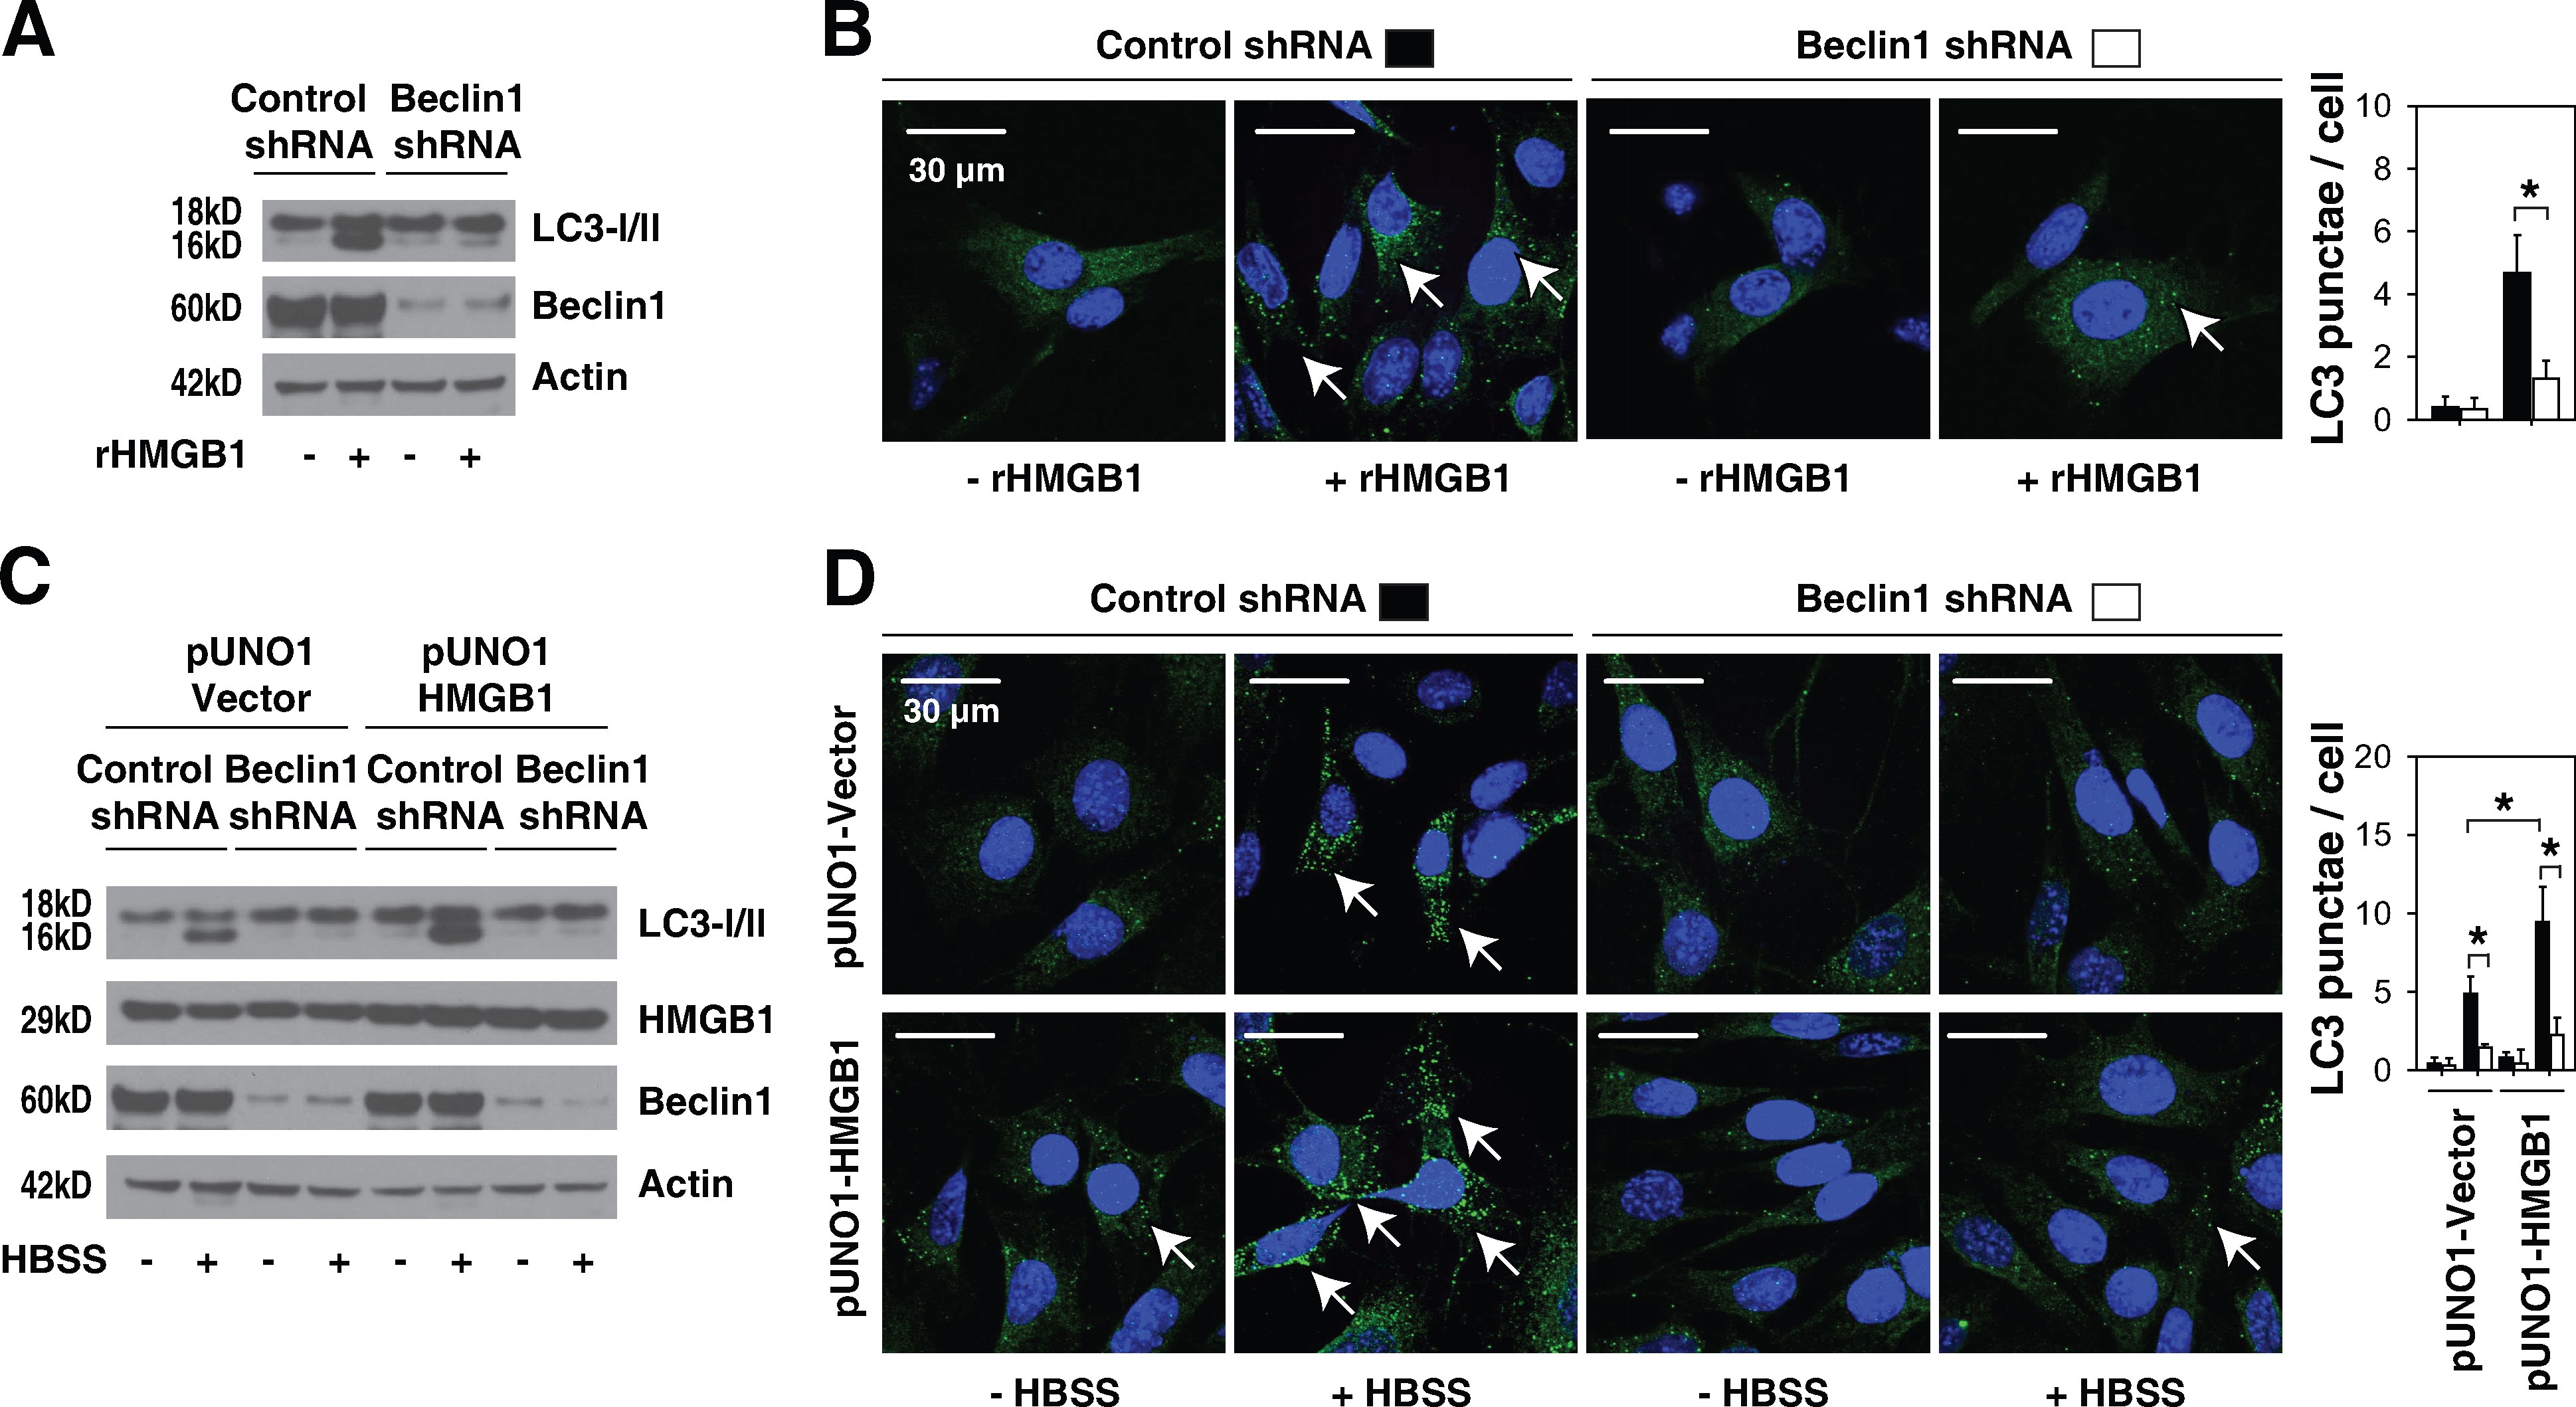 A
Control Beclin1
shRNA shRNA
18kD
16kD
LC3-I/II
60kD
Beclin1
42kD
Actin
rHMGB1 - + - +
B
Control shRNA
Beclin1 shRNA
30 µm
- rHMGB1
+ rHMGB1
- rHMGB1
+ rHMGB1
LC3 punctae / cell
10
8
6
4
2
0
*
C
pUNO1 pUNO1
Vector HMGB1
Control Beclin1 Control Beclin1
shRNA shRNA shRNA shRNA
18kD
16kD
LC3-I/II
29kD
HMGB1
60kD
Beclin1
42kD
Actin
HBSS - + - + - + - +
D
Control shRNA
Beclin1 shRNA
pUNO1-Vector
30 µm
pUNO1-HMGB1
- HBSS
+ HBSS
- HBSS
+ HBSS
LC3 punctae / cell
20
15
10
5
0
*
*
*
pUNO1-Vector
pUNO1-HMGB1